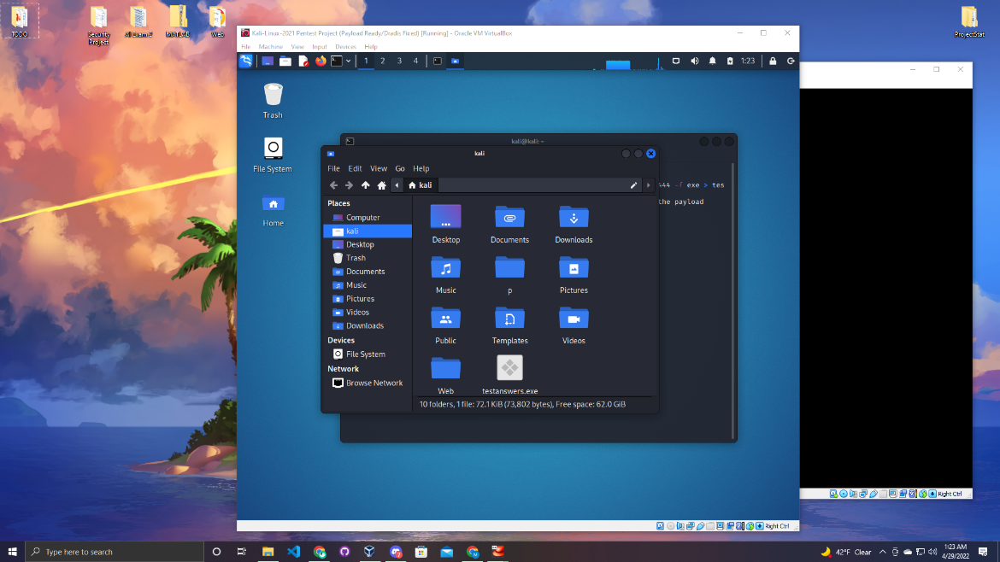 TODO
Security
Project
MATLAB
Web
ProjectStat
Kali-Linux-2021 Pentest Project (Payload Ready/Dradis Fixed) [Running] - Oracle VM VirtualBox
File Machine View Input Devices Help
1 2 3 4
1:23
Trash
File System
Home
kali@kali: ~
444 -f exe > tes
the payload
kali
File Edit View Go Help
kali
Places
Computer
kali
Desktop
Trash
Documents
Music
Pictures
Videos
Downloads
Devices
File System
Network
Browse Network
Desktop Documents Downloads
Music p Pictures
Public Templates Videos
Web testanswers.exe
10 folders, 1 file: 72.1 KiB (73,802 bytes), Free space: 62.0 GiB
Right Ctrl
Right Ctrl
Type here to search
42°F Clear
1:23 AM
4/29/2022